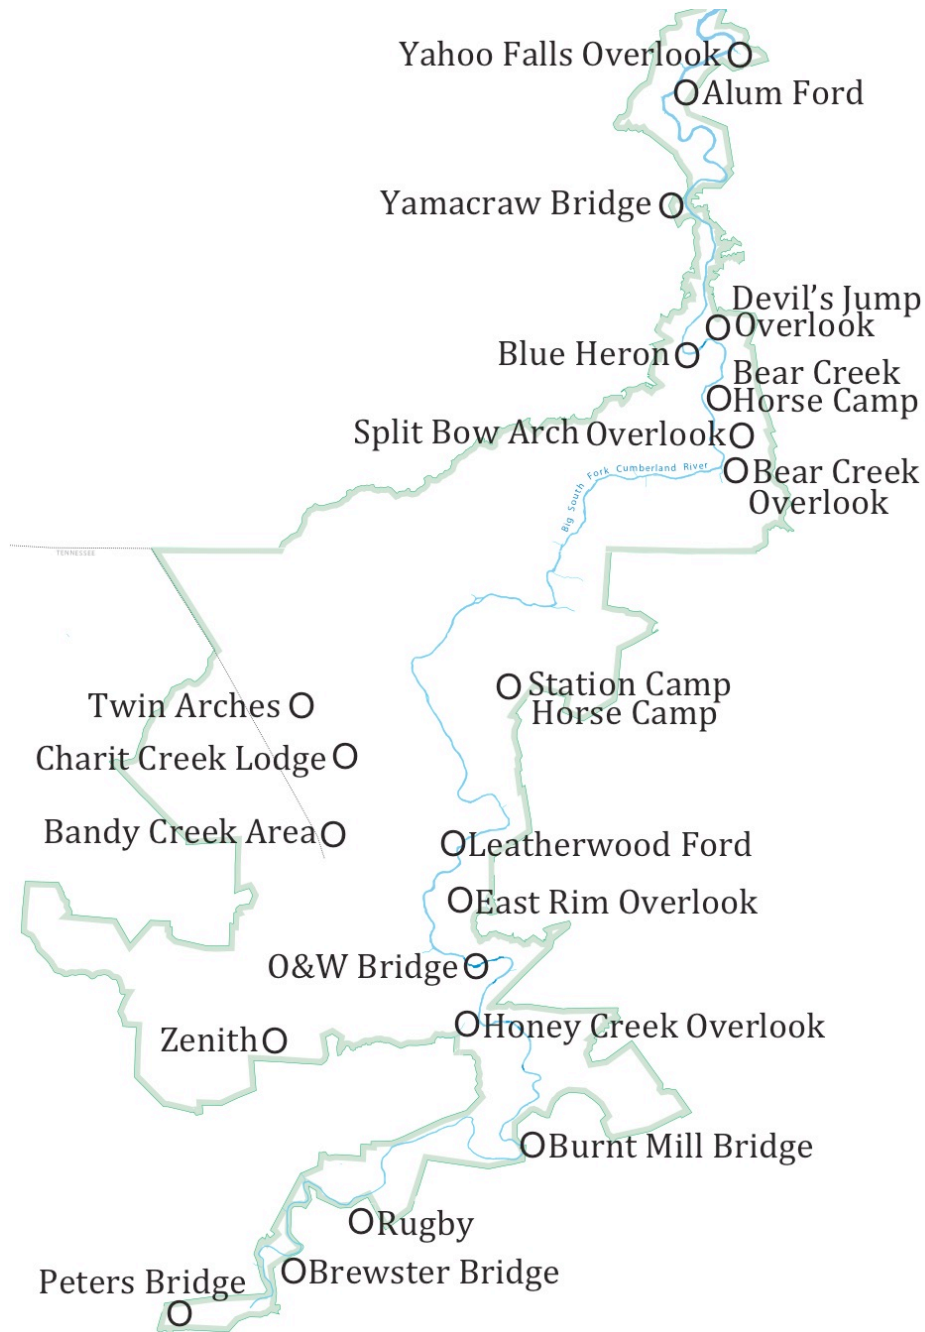 Yahoo Falls Overlook
Alum Ford
Yamacraw Bridge
Devil's Jump
Overlook
Blue Heron
Bear Creek
Horse Camp
Split Bow Arch Overlook
Big South Fork Cumberland River
Bear Creek
Overlook
TENNESSEE
Station Camp
Horse Camp
Twin Arches
Charit Creek Lodge
Bandy Creek Area
Leatherwood Ford
East Rim Overlook
O&W Bridge
Honey Creek Overlook
Zenith
Burnt Mill Bridge
Rugby
Brewster Bridge
Peters Bridge